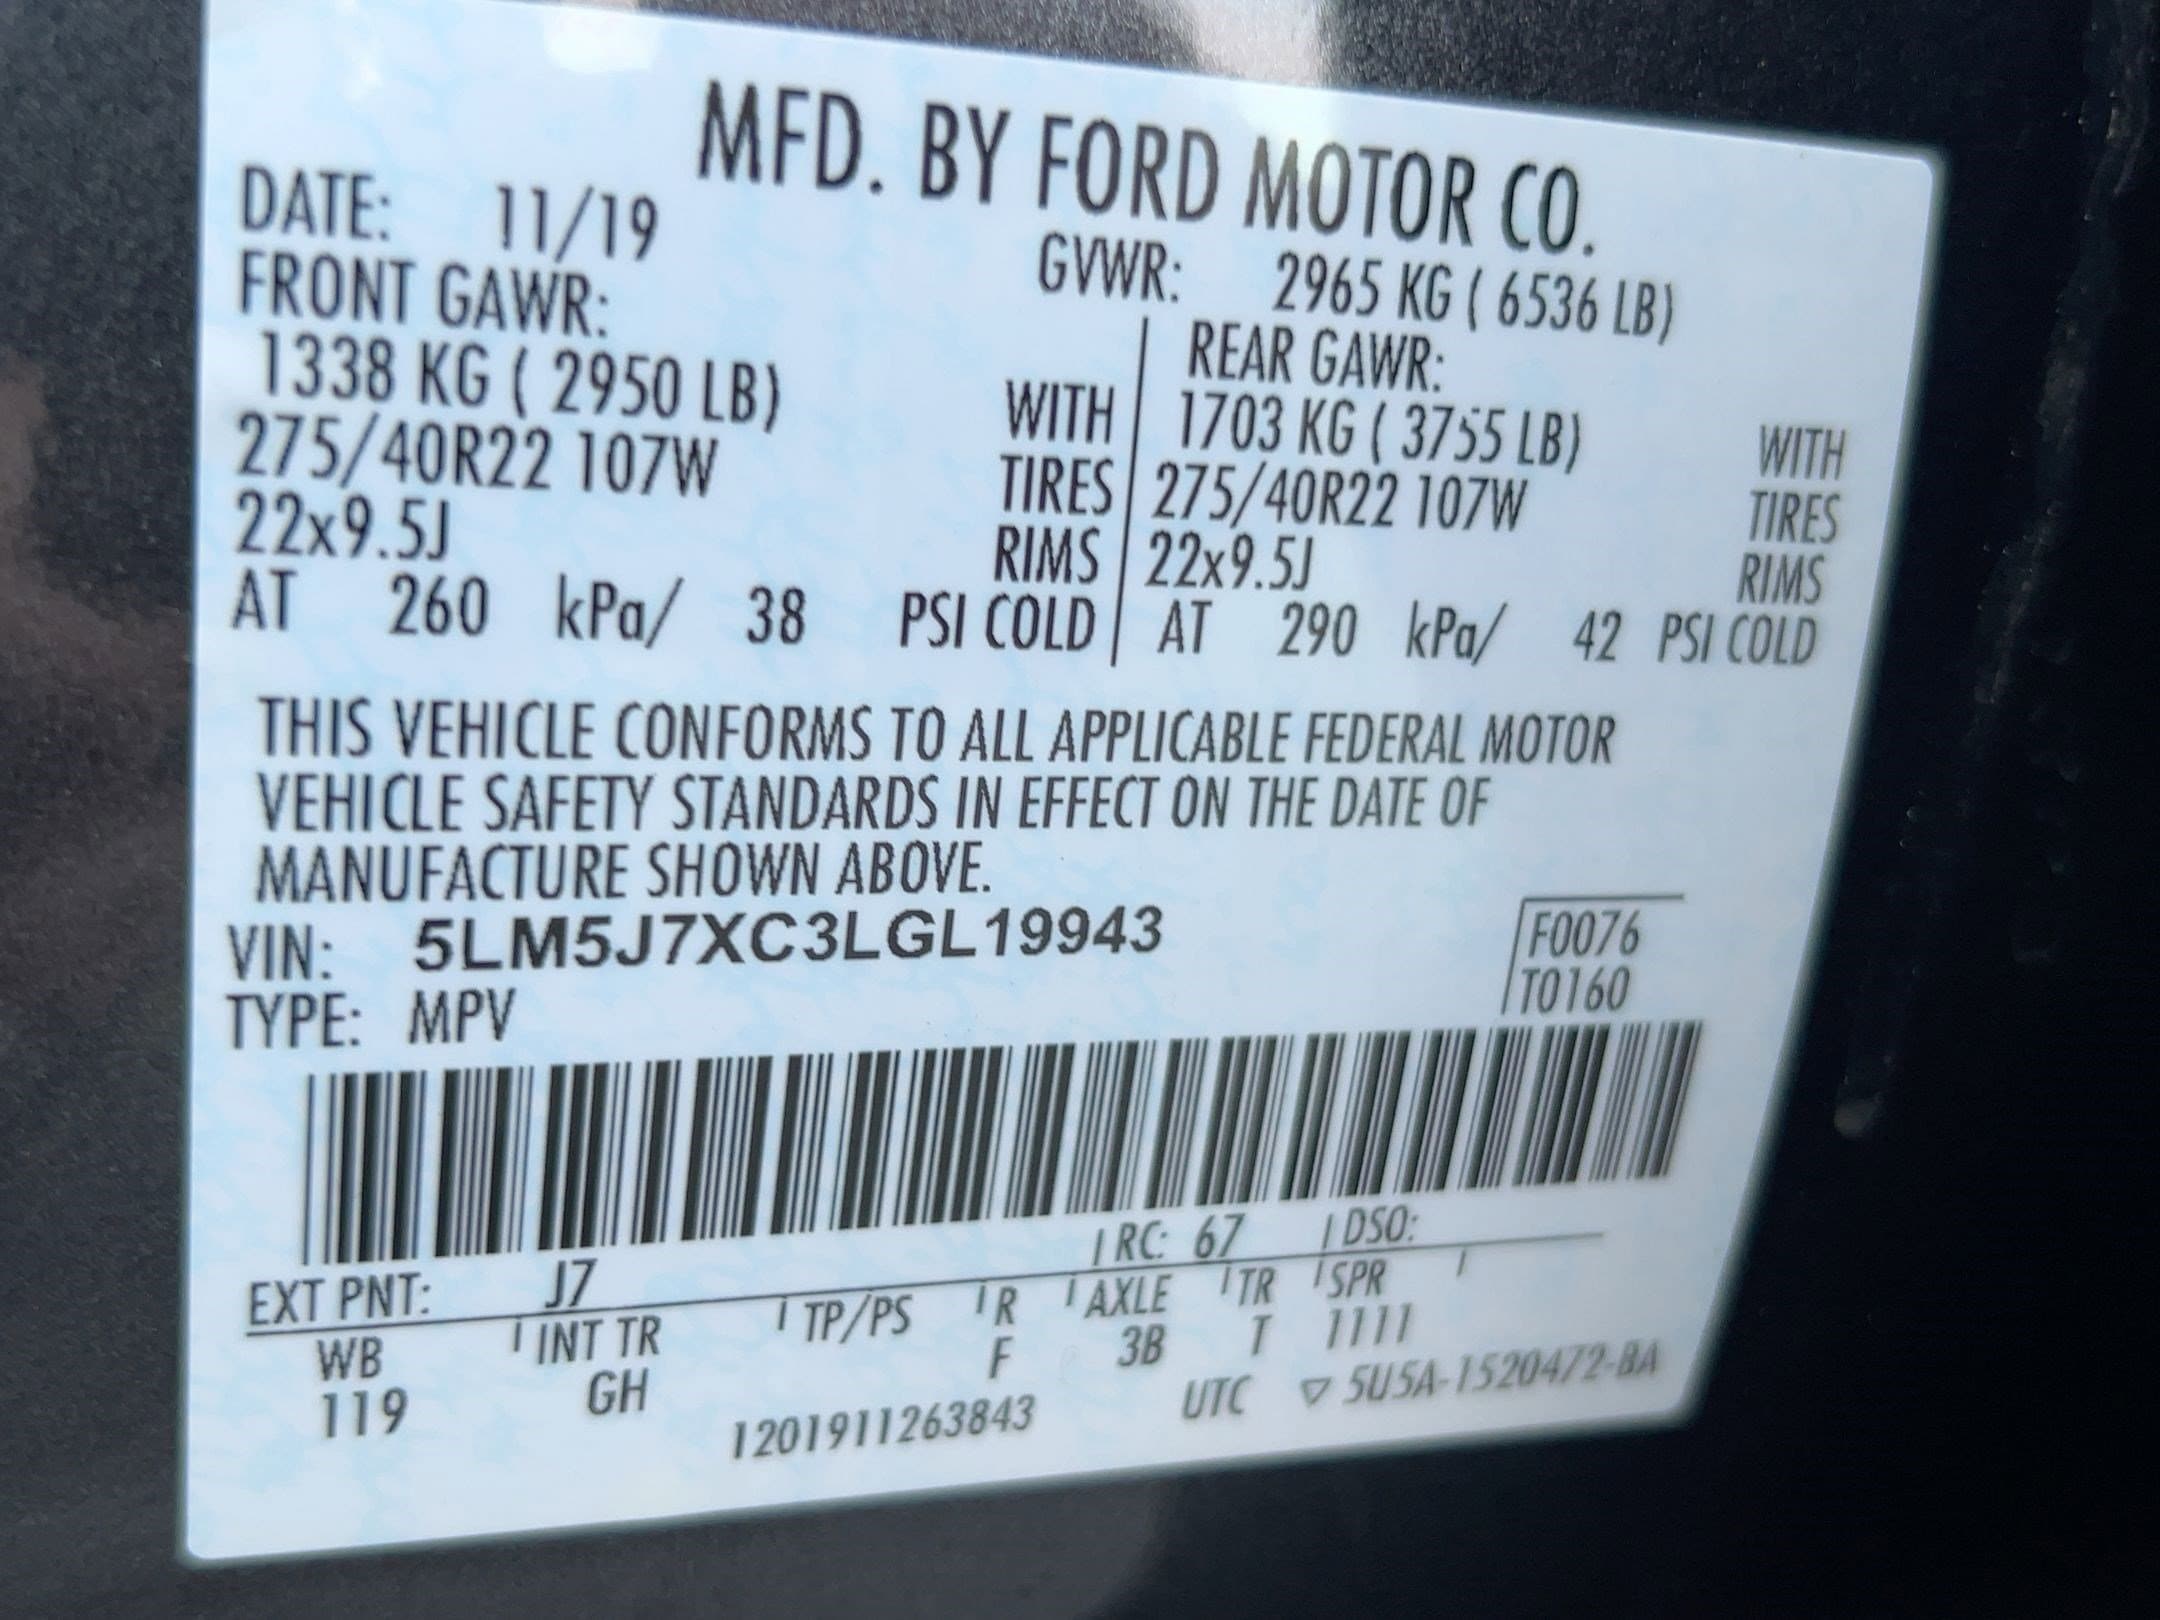 MFD. BY FORD MOTOR CO.
DATE: 11/19 GVWR: 2965 KG ( 6536 LB)
FRONT GAWR: REAR GAWR:
1338 KG ( 2950 LB) WITH 1703 KG ( 3755 LB) WITH
275/40R22 107W TIRES 275/40R22 107W TIRES
22x9.5J RIMS 22x9.5J RIMS
AT 260 kPa/ 38 PSI COLD AT 290 kPa/ 42 PSI COLD
THIS VEHICLE CONFORMS TO ALL APPLICABLE FEDERAL MOTOR
VEHICLE SAFETY STANDARDS IN EFFECT ON THE DATE OF
MANUFACTURE SHOWN ABOVE.
VIN: 5LM5J7XC3LGL19943 F0076
TYPE: MPV T0160
EXT PNT: J7 RC: 67 DSO:
WB INT TR TP/PS R AXLE TR SPR
119 GH F 3B T 1111
1201911263843 UTC ▽ 5U5A-1520472-BA